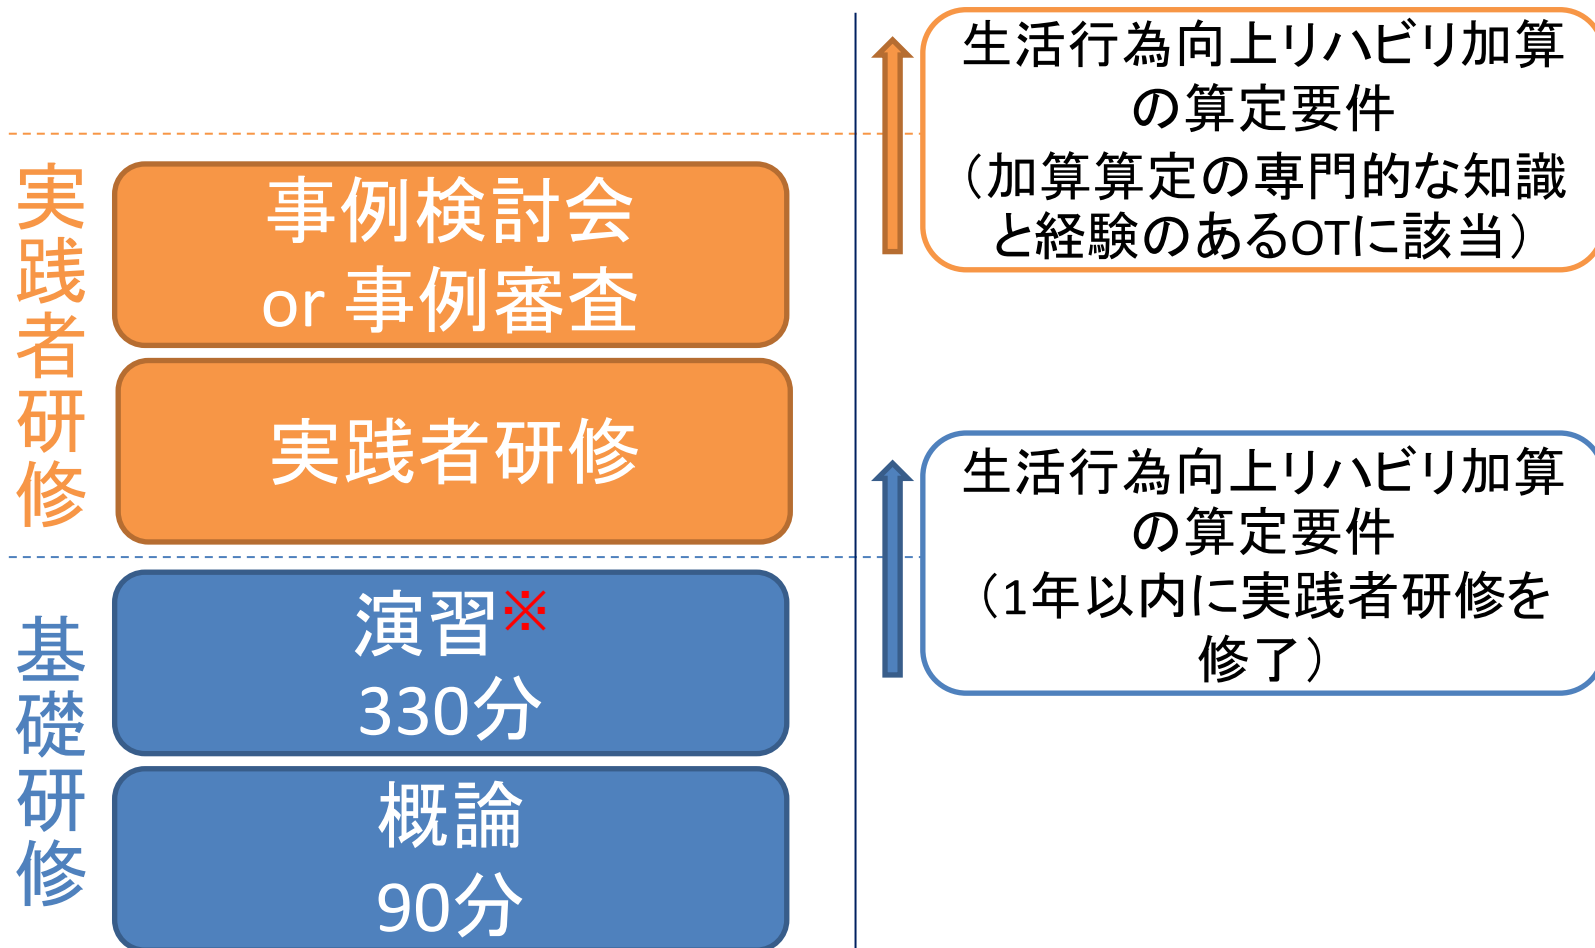 実践者研修
事例検討会
or 事例審査
実践者研修
基礎研修
演習※
330分
概論
90分
生活行為向上リハビリ加算
の算定要件
（加算算定の専門的な知識
と経験のあるOTに該当）
生活行為向上リハビリ加算
の算定要件
（1年以内に実践者研修を
修了）